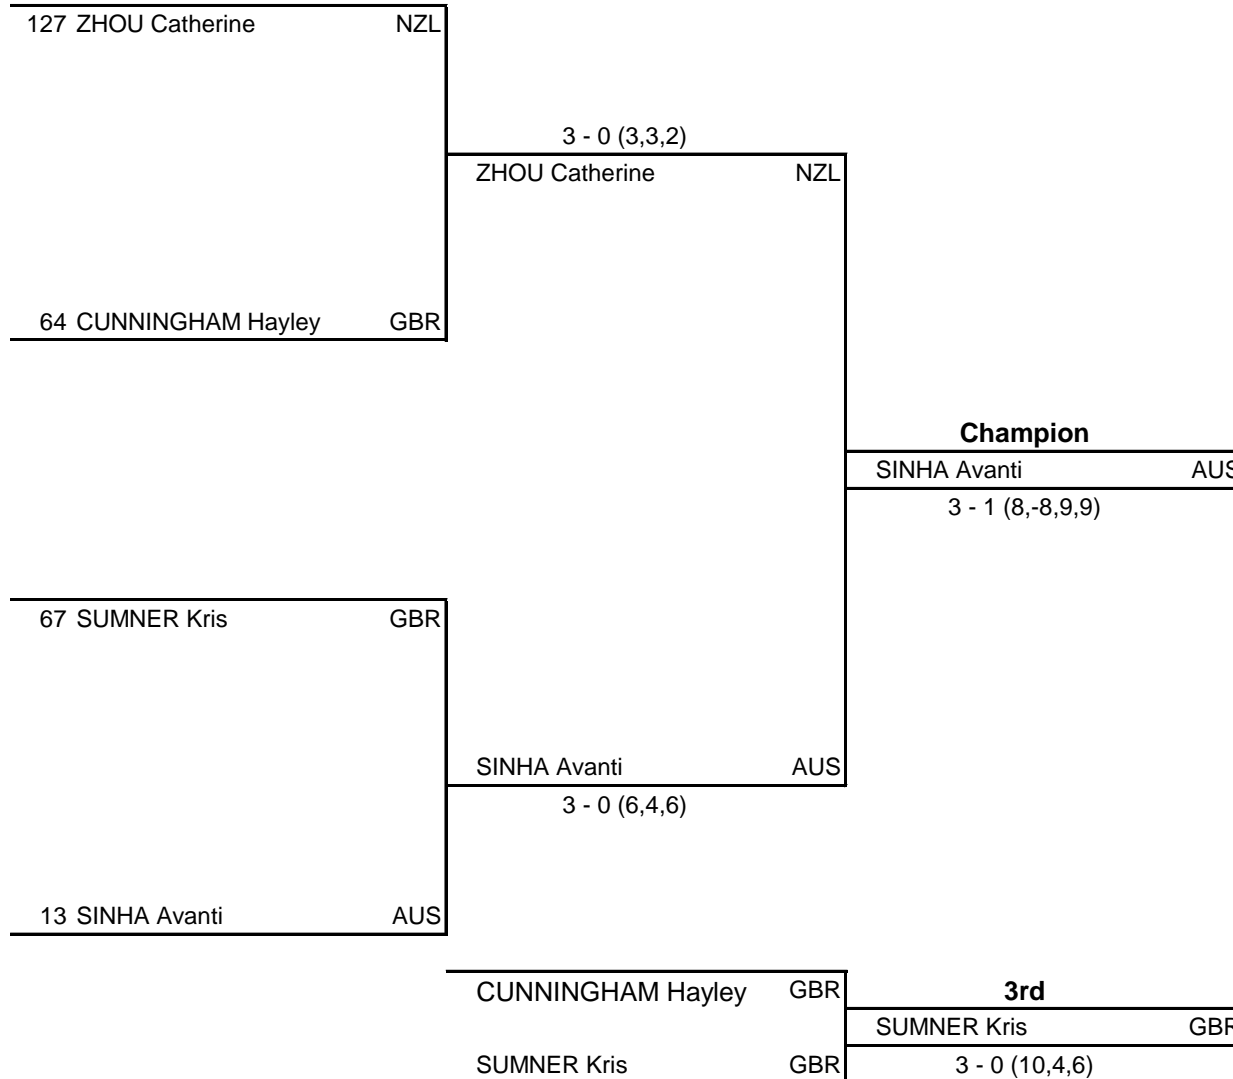 127 ZHOU Catherine NZL
3 - 0 (3,3,2)
ZHOU Catherine NZL
64 CUNNINGHAM Hayley GBR
Champion
SINHA Avanti AUS
3 - 1 (8,-8,9,9)
67 SUMNER Kris GBR
SINHA Avanti AUS
3 - 0 (6,4,6)
13 SINHA Avanti AUS
CUNNINGHAM Hayley GBR
3rd
SUMNER Kris GBR
SUMNER Kris GBR
3 - 0 (10,4,6)